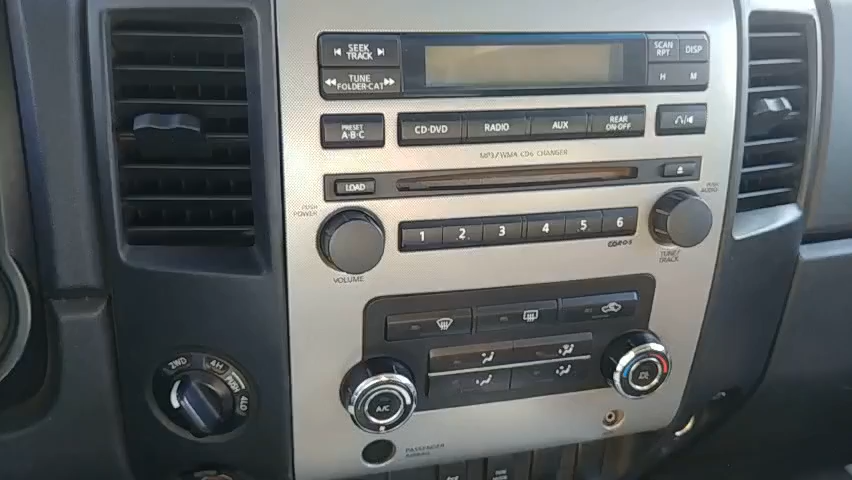 SEEK
TRACK
SCAN
RPT
DISP
TUNE
FOLDER·CAT
H
M
PRESET
A·B·C
CD·DVD
RADIO
AUX
REAR
ON·OFF
MP3/WMA CD6 CHANGER
LOAD
PUSH
POWER
PUSH
AUDIO
1
2
3
4
5
6
VOLUME
TUNE/
TRACK
2WD
4H
PUSH
4LO
A/C
PASSENGER